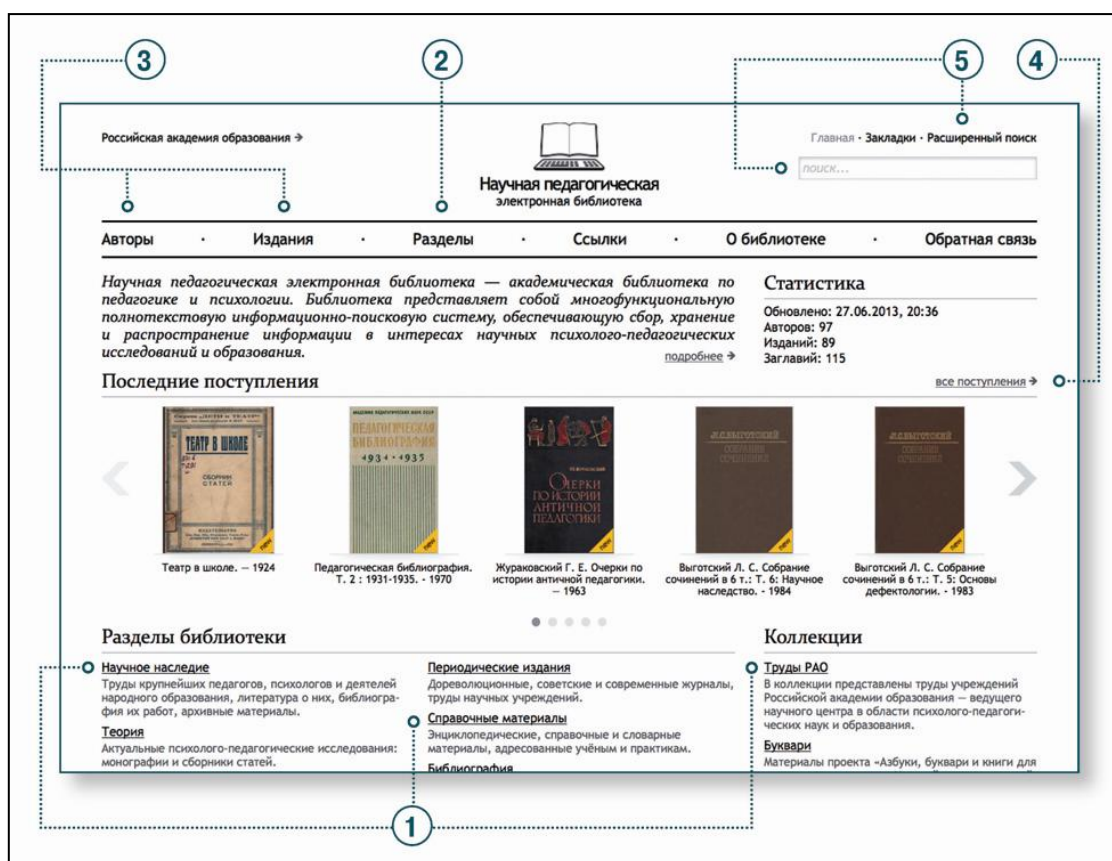 3
2
5
4
Российская академия образования →
Главная · Закладки · Расширенный поиск
поиск...
Научная педагогическая
электронная библиотека
Авторы · Издания · Разделы · Ссылки · О библиотеке · Обратная связь
Научная педагогическая электронная библиотека — академическая библиотека по
педагогике и психологии. Библиотека представляет собой многофункциональную
полнотекстовую информационно-поисковую систему, обеспечивающую сбор, хранение
и распространение информации в интересах научных психолого-педагогических
исследований и образования.
подробнее →
Статистика
Обновлено: 27.06.2013, 20:36
Авторов: 97
Изданий: 89
Заглавий: 115
Последние поступления
все поступления →
ТЕАТР В ШКОЛЕ
СБОРНИК
СТАТЕЙ
new
Театр в школе. — 1924
ПЕДАГОГИЧЕСКАЯ
БИБЛИОГРАФИЯ
1931 - 1935
new
Педагогическая библиография.
Т. 2 : 1931-1935. - 1970
ОЧЕРКИ
ПО ИСТОРИИ
АНТИЧНОЙ
ПЕДАГОГИКИ
new
Жураковский Г. Е. Очерки по
истории античной педагогики.
— 1963
Л.С.ВЫГОТСКИЙ
СОБРАНИЕ
СОЧИНЕНИЙ
new
Выготский Л. С. Собрание
сочинений в 6 т.: Т. 6: Научное
наследство. - 1984
Л.С.ВЫГОТСКИЙ
СОБРАНИЕ
СОЧИНЕНИЙ
new
Выготский Л. С. Собрание
сочинений в 6 т.: Т. 5: Основы
дефектологии. - 1983
Разделы библиотеки
Научное наследие
Труды крупнейших педагогов, психологов и деятелей
народного образования, литература о них, библиогра-
фия их работ, архивные материалы.
Теория
Актуальные психолого-педагогические исследования:
монографии и сборники статей.
Периодические издания
Дореволюционные, советские и современные журналы,
труды научных учреждений.
Справочные материалы
Энциклопедические, справочные и словарные
материалы, адресованные учёным и практикам.
Библиография
Коллекции
Труды РАО
В коллекции представлены труды учреждений
Российской академии образования — ведущего
научного центра в области психолого-педагоги-
ческих наук и образования.
Буквари
Материалы проекта «Азбуки, буквари и книги для
1